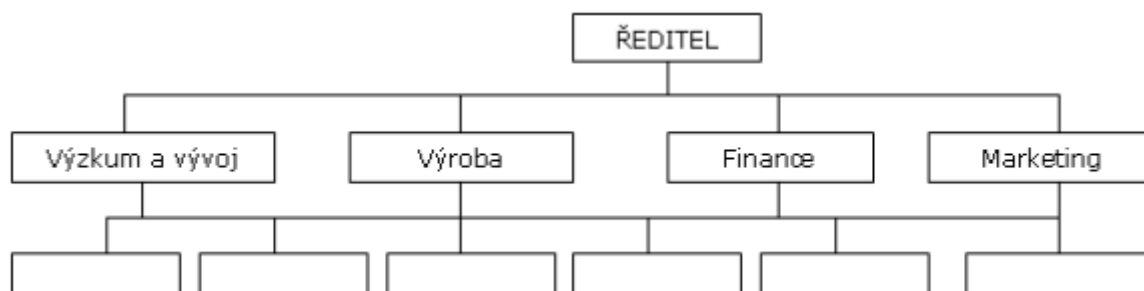 ŘEDITEL
Výzkum a vývoj
Výroba
Finance
Marketing